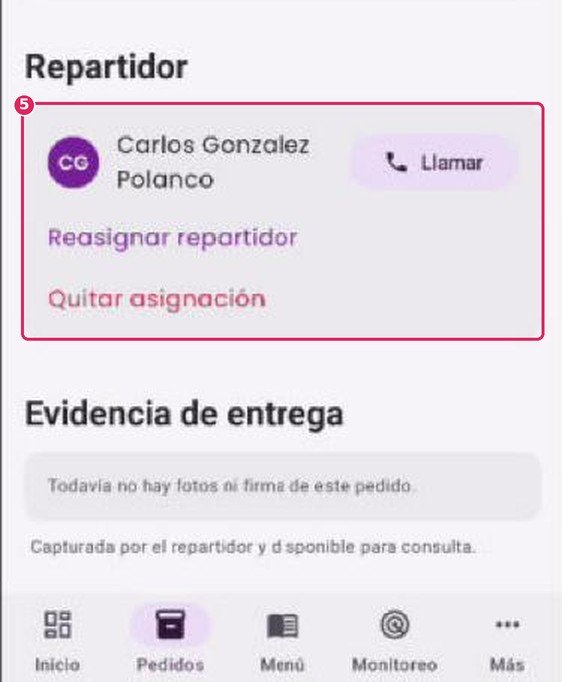 Repartidor
5
CG
Carlos Gonzalez
Polanco
Llamar
Reasignar repartidor
Quitar asignación
Evidencia de entrega
Todavía no hay fotos ni firma de este pedido.
Capturada por el repartidor y d sponible para consulta.
Inicio
Pedidos
Menú
Monitoreo
Más